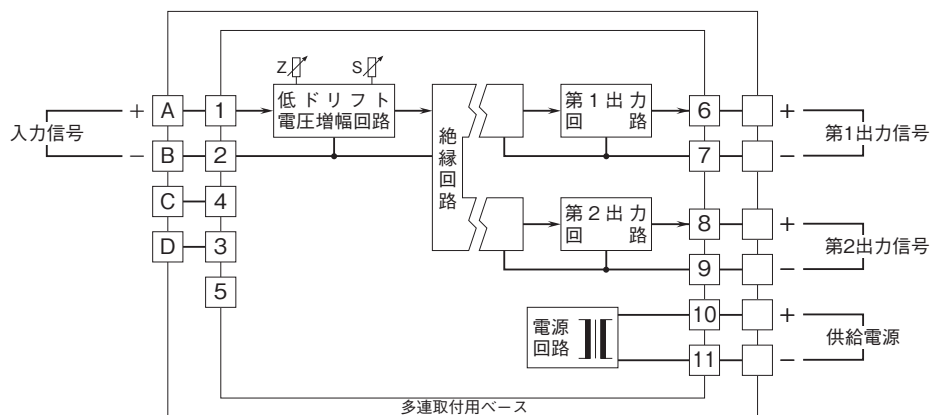 Z
S
低ドリフト
電圧増幅回路
第1出力
回路
絶縁回路
第2出力
回路
電源
回路
入力信号
+
−
A
B
C
D
1
2
4
3
5
6
7
8
9
10
11
+
−
第1出力信号
+
−
第2出力信号
+
−
供給電源
多連取付用ベース